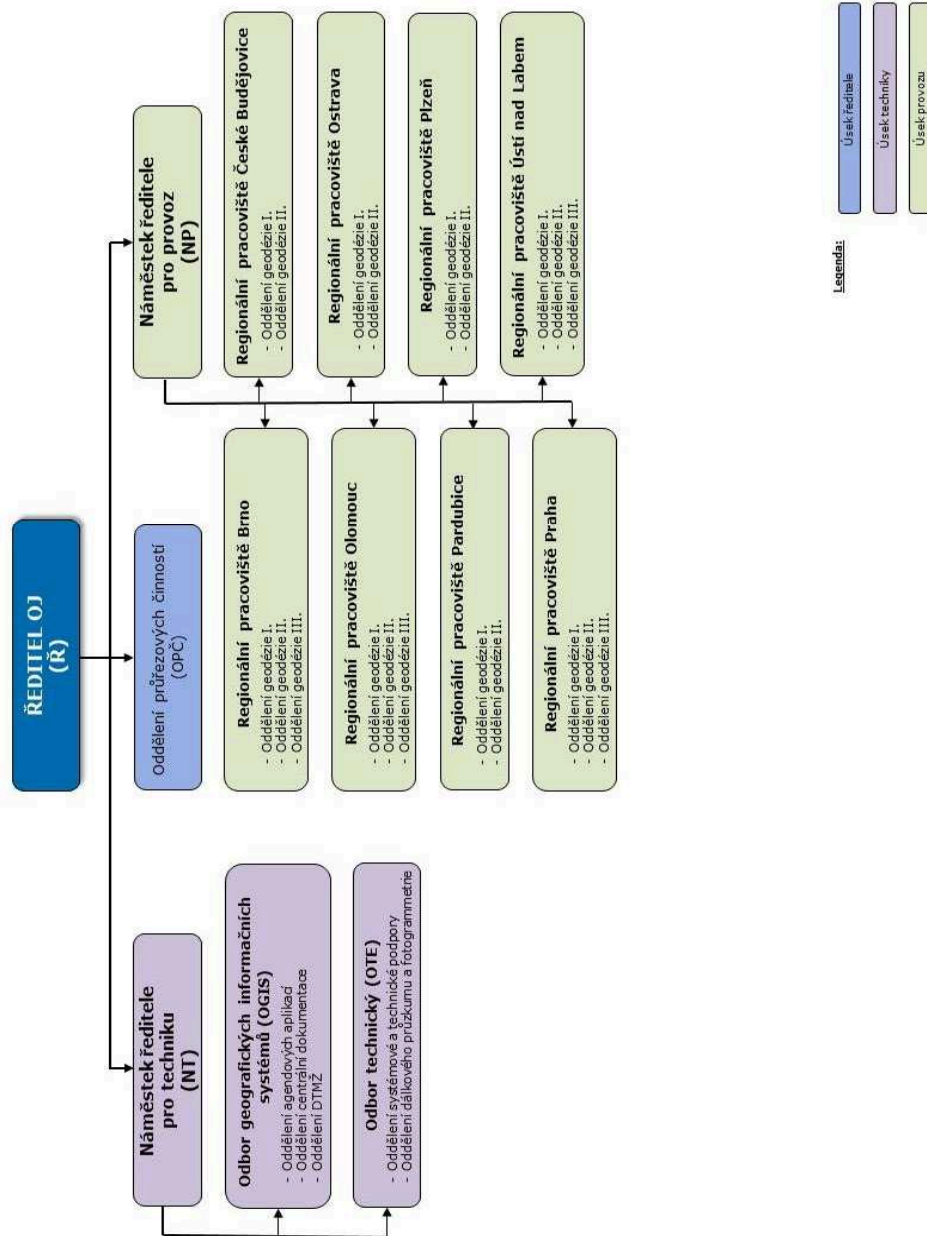 ŘEDITEL OJ
(Ř)
Náměstek ředitele
pro techniku
(NT)
Odbor geografických informačních
systémů (OGIS)
- Oddělení agendových aplikací
- Oddělení centrální dokumentace
- Oddělení DTMŽ
Odbor technický (OTE)
- Oddělení systémové a technické podpory
- Oddělení dálkového průzkumu a fotogrammetrie
Oddělení průřezových činností
(OPČ)
Náměstek ředitele
pro provoz
(NP)
Regionální pracoviště Brno
- Oddělení geodézie I.
- Oddělení geodézie II.
- Oddělení geodézie III.
Regionální pracoviště Olomouc
- Oddělení geodézie I.
- Oddělení geodézie II.
- Oddělení geodézie III.
Regionální pracoviště Pardubice
- Oddělení geodézie I.
- Oddělení geodézie II.
Regionální pracoviště Praha
- Oddělení geodézie I.
- Oddělení geodézie II.
- Oddělení geodézie III.
Regionální pracoviště České Budějovice
- Oddělení geodézie I.
- Oddělení geodézie II.
Regionální pracoviště Ostrava
- Oddělení geodézie I.
- Oddělení geodézie II.
Regionální pracoviště Plzeň
- Oddělení geodézie I.
- Oddělení geodézie II.
Regionální pracoviště Ústí nad Labem
- Oddělení geodézie I.
- Oddělení geodézie II.
- Oddělení geodézie III.
Legenda:
Úsek ředitele
Úsek techniky
Úsek provozu